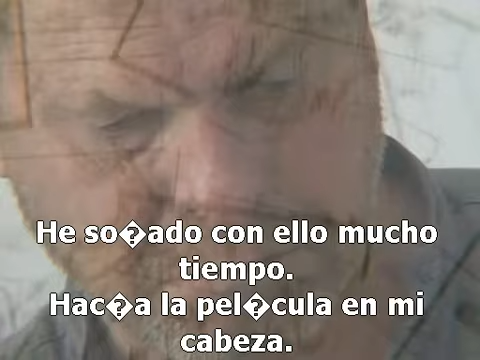 He so�ado con ello mucho
tiempo.
Hac�a la pel�cula en mi
cabeza.